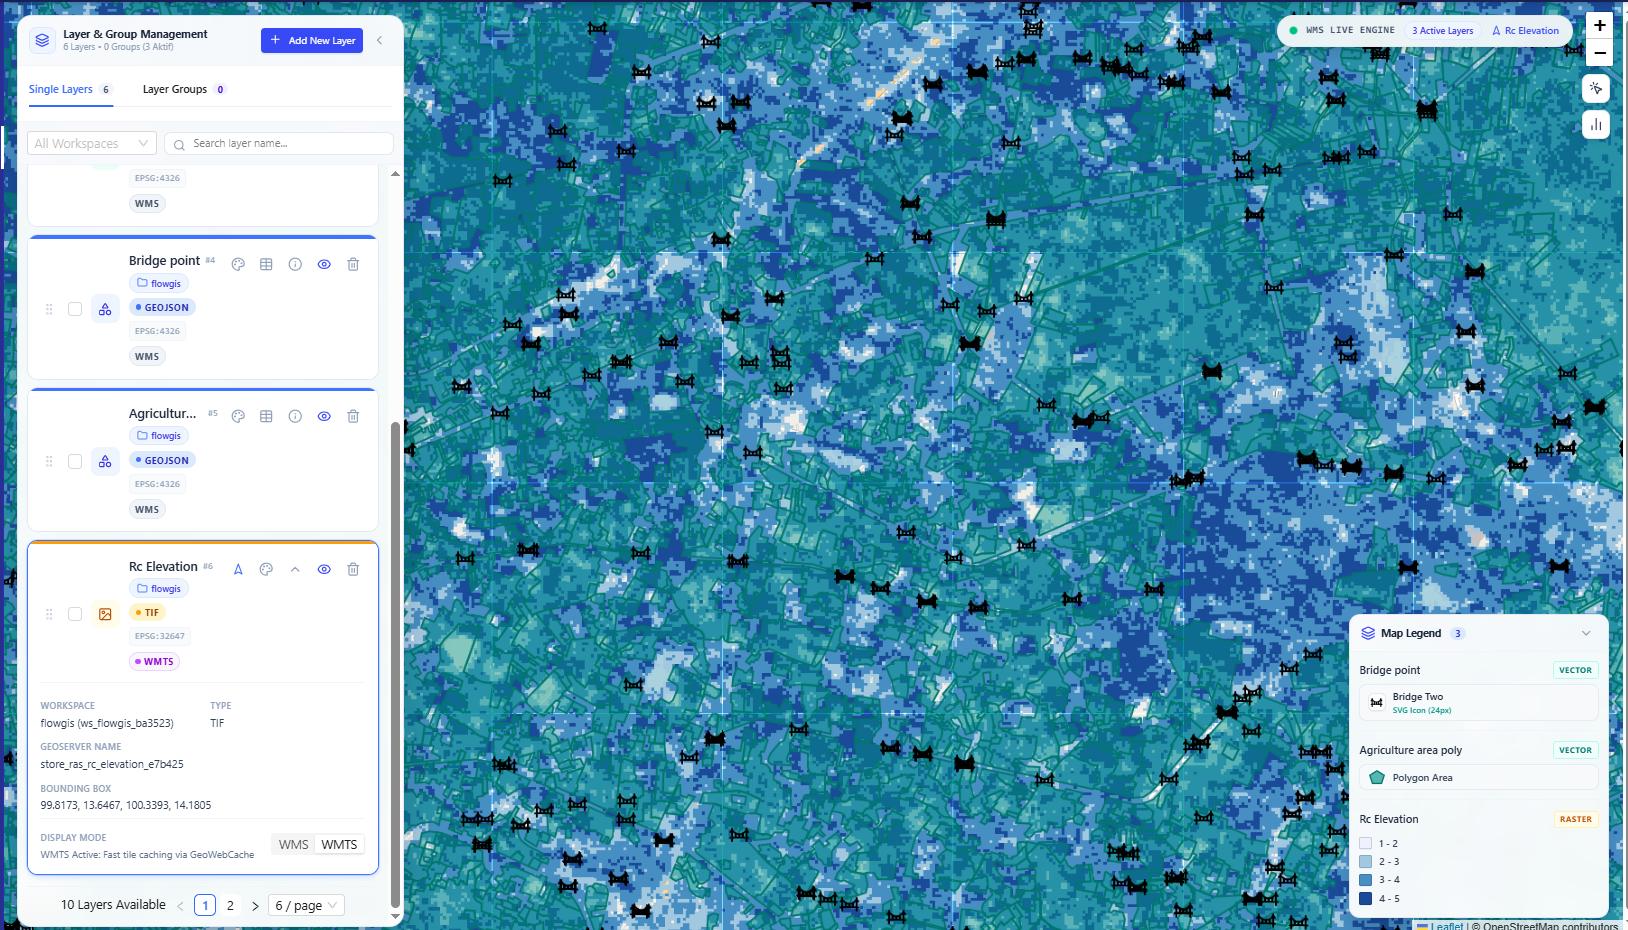 Layer & Group Management
6 Layers • 0 Groups (3 Aktif)
Add New Layer
Single Layers 6
Layer Groups 0
All Workspaces
Search layer name...
EPSG:4326
WMS
Bridge point #4
flowgis
GEOJSON
EPSG:4326
WMS
Agricultur... #5
flowgis
GEOJSON
EPSG:4326
WMS
Rc Elevation #6
flowgis
TIF
EPSG:32647
WMTS
WORKSPACE
flowgis (ws_flowgis_ba3523)
TYPE
TIF
GEOSERVER NAME
store_ras_rc_elevation_e7b425
BOUNDING BOX
99.8173, 13.6467, 100.3393, 14.1805
DISPLAY MODE
WMTS Active: Fast tile caching via GeoWebCache
WMS WMTS
10 Layers Available < 1 2 > 6 / page
WMS LIVE ENGINE 3 Active Layers Rc Elevation
+
−
Map Legend 3
Bridge point VECTOR
Bridge Two
SVG Icon (24px)
Agriculture area poly VECTOR
Polygon Area
Rc Elevation RASTER
1 - 2
2 - 3
3 - 4
4 - 5
Leaflet | © OpenStreetMap contributors